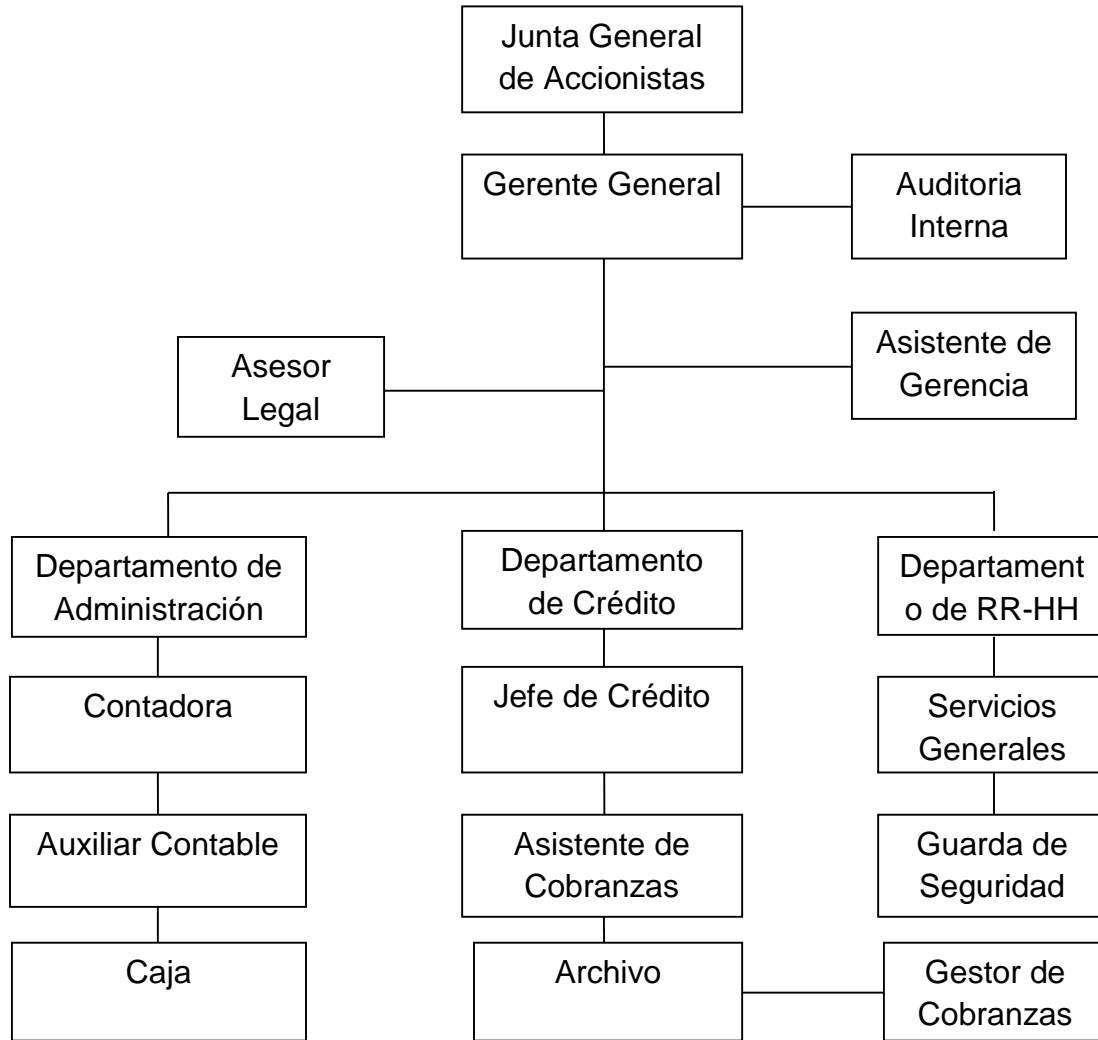 Junta General
de Accionistas
Gerente General
Auditoria
Interna
Asesor
Legal
Asistente de
Gerencia
Departamento de
Administración
Departamento
de Crédito
Departament
o de RR-HH
Contadora
Jefe de Crédito
Servicios
Generales
Auxiliar Contable
Asistente de
Cobranzas
Guarda de
Seguridad
Caja
Archivo
Gestor de
Cobranzas